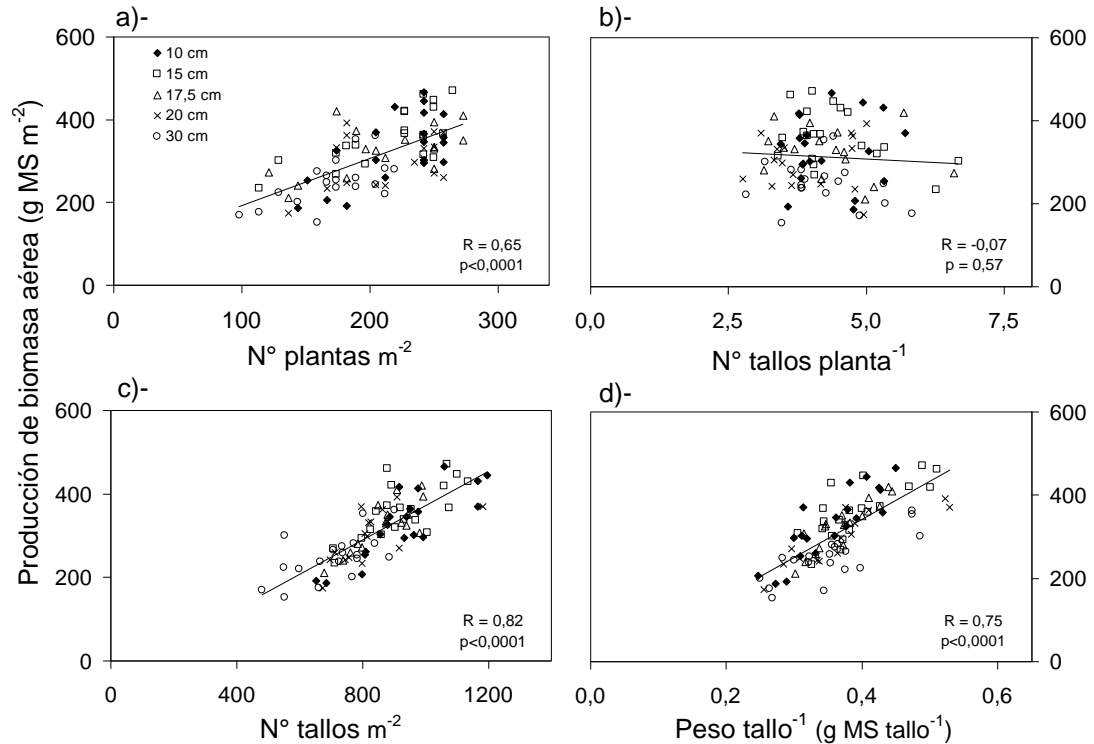 Producción de biomasa aérea (g MS m⁻²)
a)-
600
400
200
0
10 cm
15 cm
17,5 cm
20 cm
30 cm
R = 0,65
p<0,0001
0
100
200
300
N° plantas m⁻²
b)-
600
400
200
0
R = -0,07
p = 0,57
0,0
2,5
5,0
7,5
N° tallos planta⁻¹
c)-
600
400
200
0
R = 0,82
p<0,0001
0
400
800
1200
N° tallos m⁻²
d)-
600
400
200
0
R = 0,75
p<0,0001
0,0
0,2
0,4
0,6
Peso tallo⁻¹ (g MS tallo⁻¹)